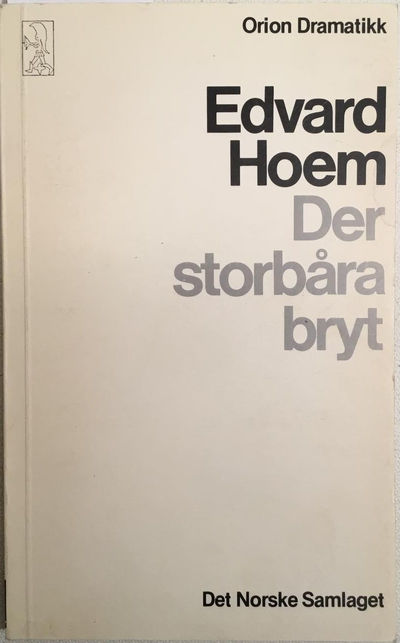 Orion Dramatikk
Edvard
Hoem
Der
storbåra
bryt
Det Norske Samlaget